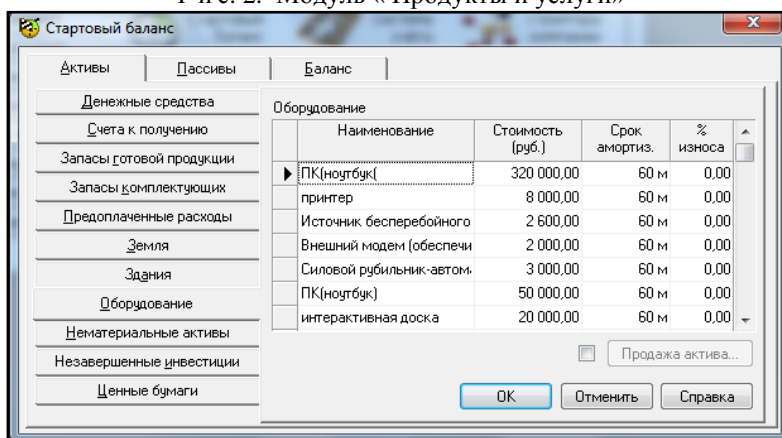 Рис. 2. Модуль «Продукты и услуги»
Стартовый баланс
Активы Пассивы Баланс
Денежные средства
Счета к получению
Запасы готовой продукции
Запасы комплектующих
Предоплаченные расходы
Земля
Здания
Оборудование
Нематериальные активы
Незавершенные инвестиции
Ценные бумаги
Оборудование
Наименование Стоимость (руб.) Срок амортиз. % износа
ПК(ноутбук( 320 000,00 60 м 0,00
принтер 8 000,00 60 м 0,00
Источник бесперебойного 2 600,00 60 м 0,00
Внешний модем (обеспечи 2 000,00 60 м 0,00
Силовой рубильник-автом 3 000,00 60 м 0,00
ПК(ноутбук) 50 000,00 60 м 0,00
интерактивная доска 20 000,00 60 м 0,00
Продажа актива...
OK Отменить Справка